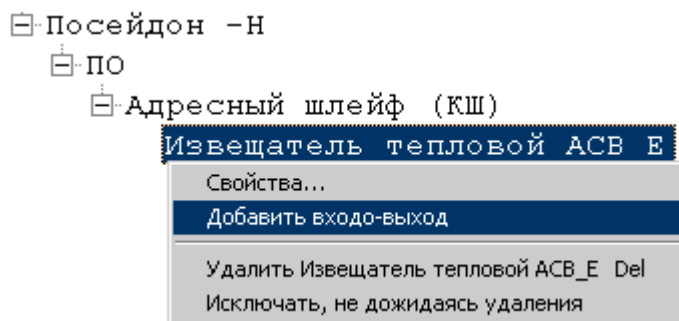 Посейдон -Н
ПО
Адресный шлейф (КШ)
Извещатель тепловой АСВ Е
Свойства...
Добавить входо-выход
Удалить Извещатель тепловой АСВ_Е Del
Исключать, не дожидаясь удаления